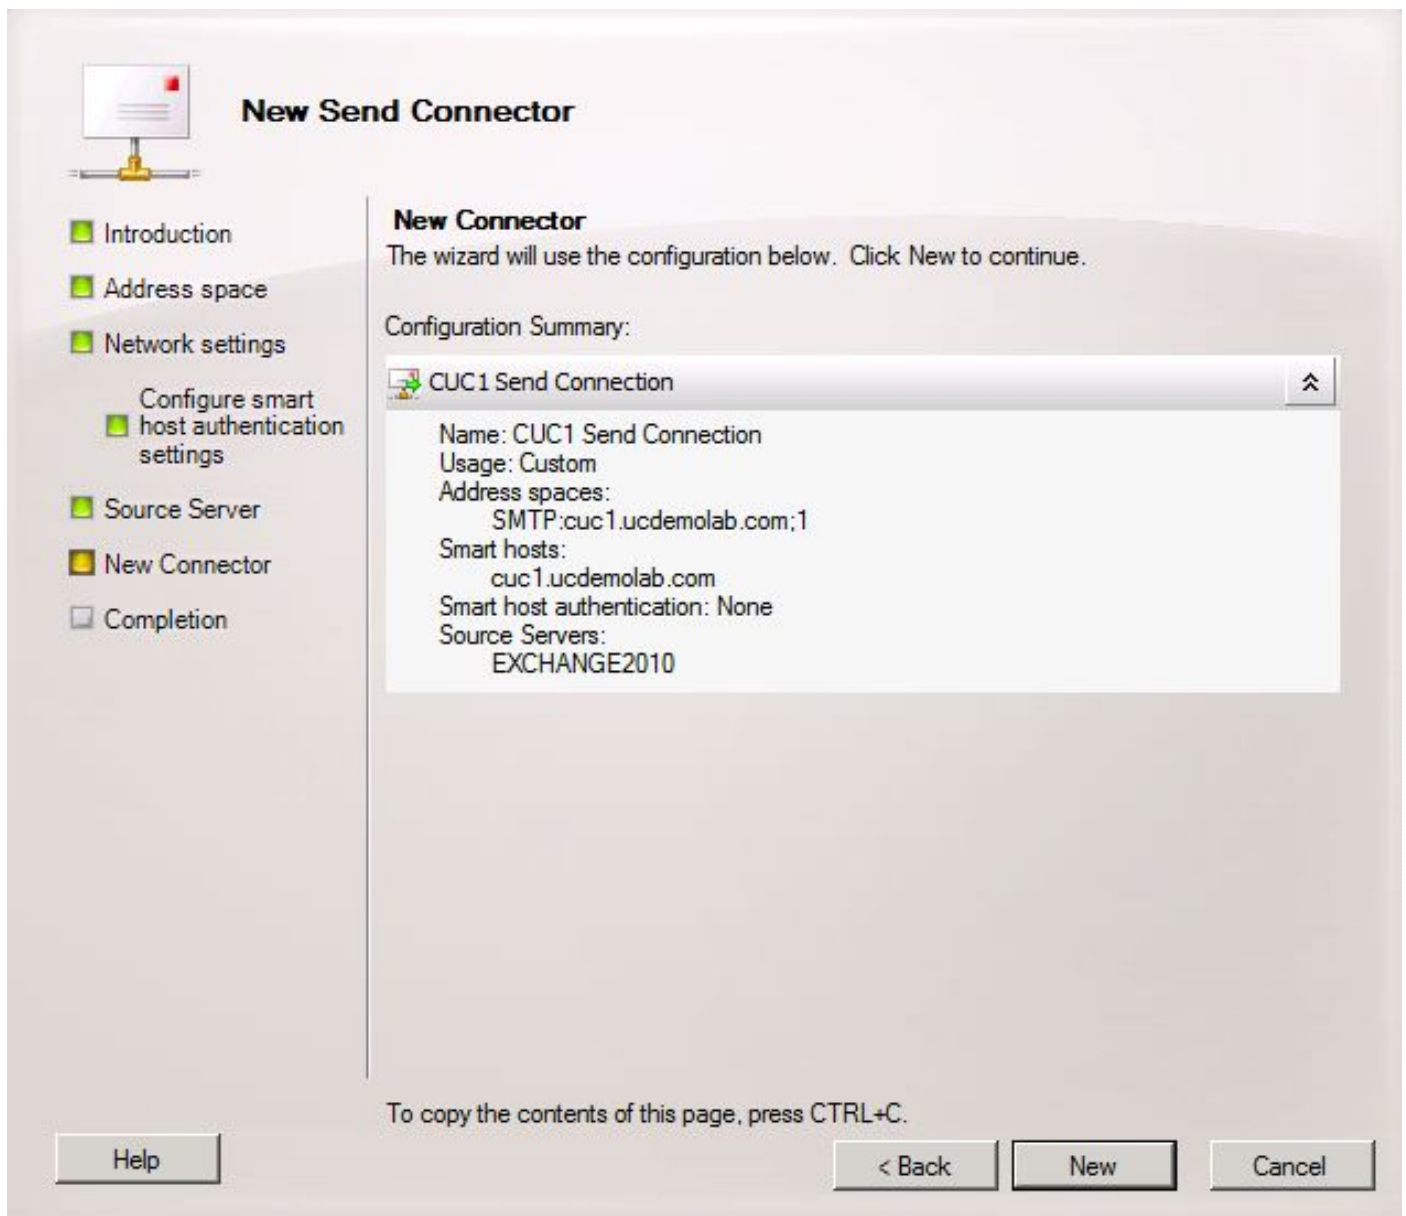 New Send Connector
Introduction
Address space
Network settings
Configure smart
host authentication
settings
Source Server
New Connector
Completion
New Connector
The wizard will use the configuration below. Click New to continue.
Configuration Summary:
CUC1 Send Connection
Name: CUC1 Send Connection
Usage: Custom
Address spaces:
SMTP:cuc1.ucdemolab.com;1
Smart hosts:
cuc1.ucdemolab.com
Smart host authentication: None
Source Servers:
EXCHANGE2010
To copy the contents of this page, press CTRL+C.
Help
< Back
New
Cancel